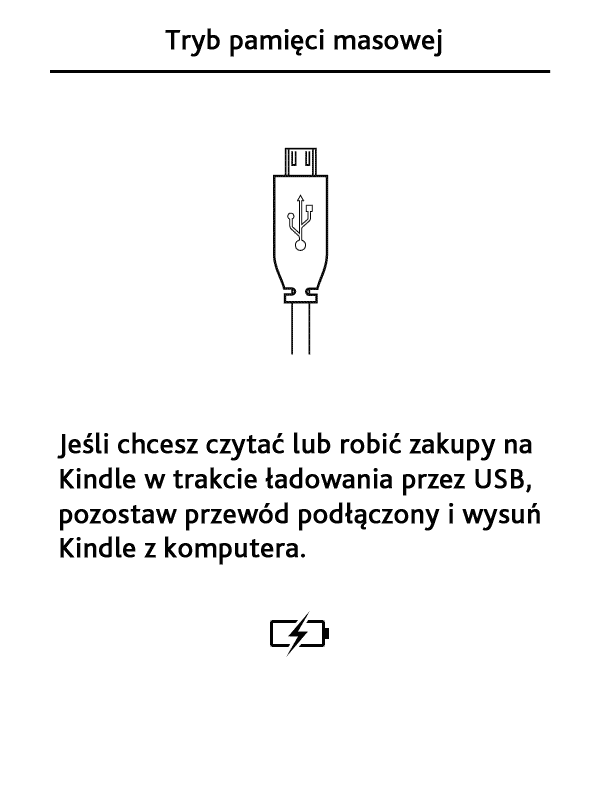 Tryb pamięci masowej
Jeśli chcesz czytać lub robić zakupy na
Kindle w trakcie ładowania przez USB,
pozostaw przewód podłączony i wysuń
Kindle z komputera.